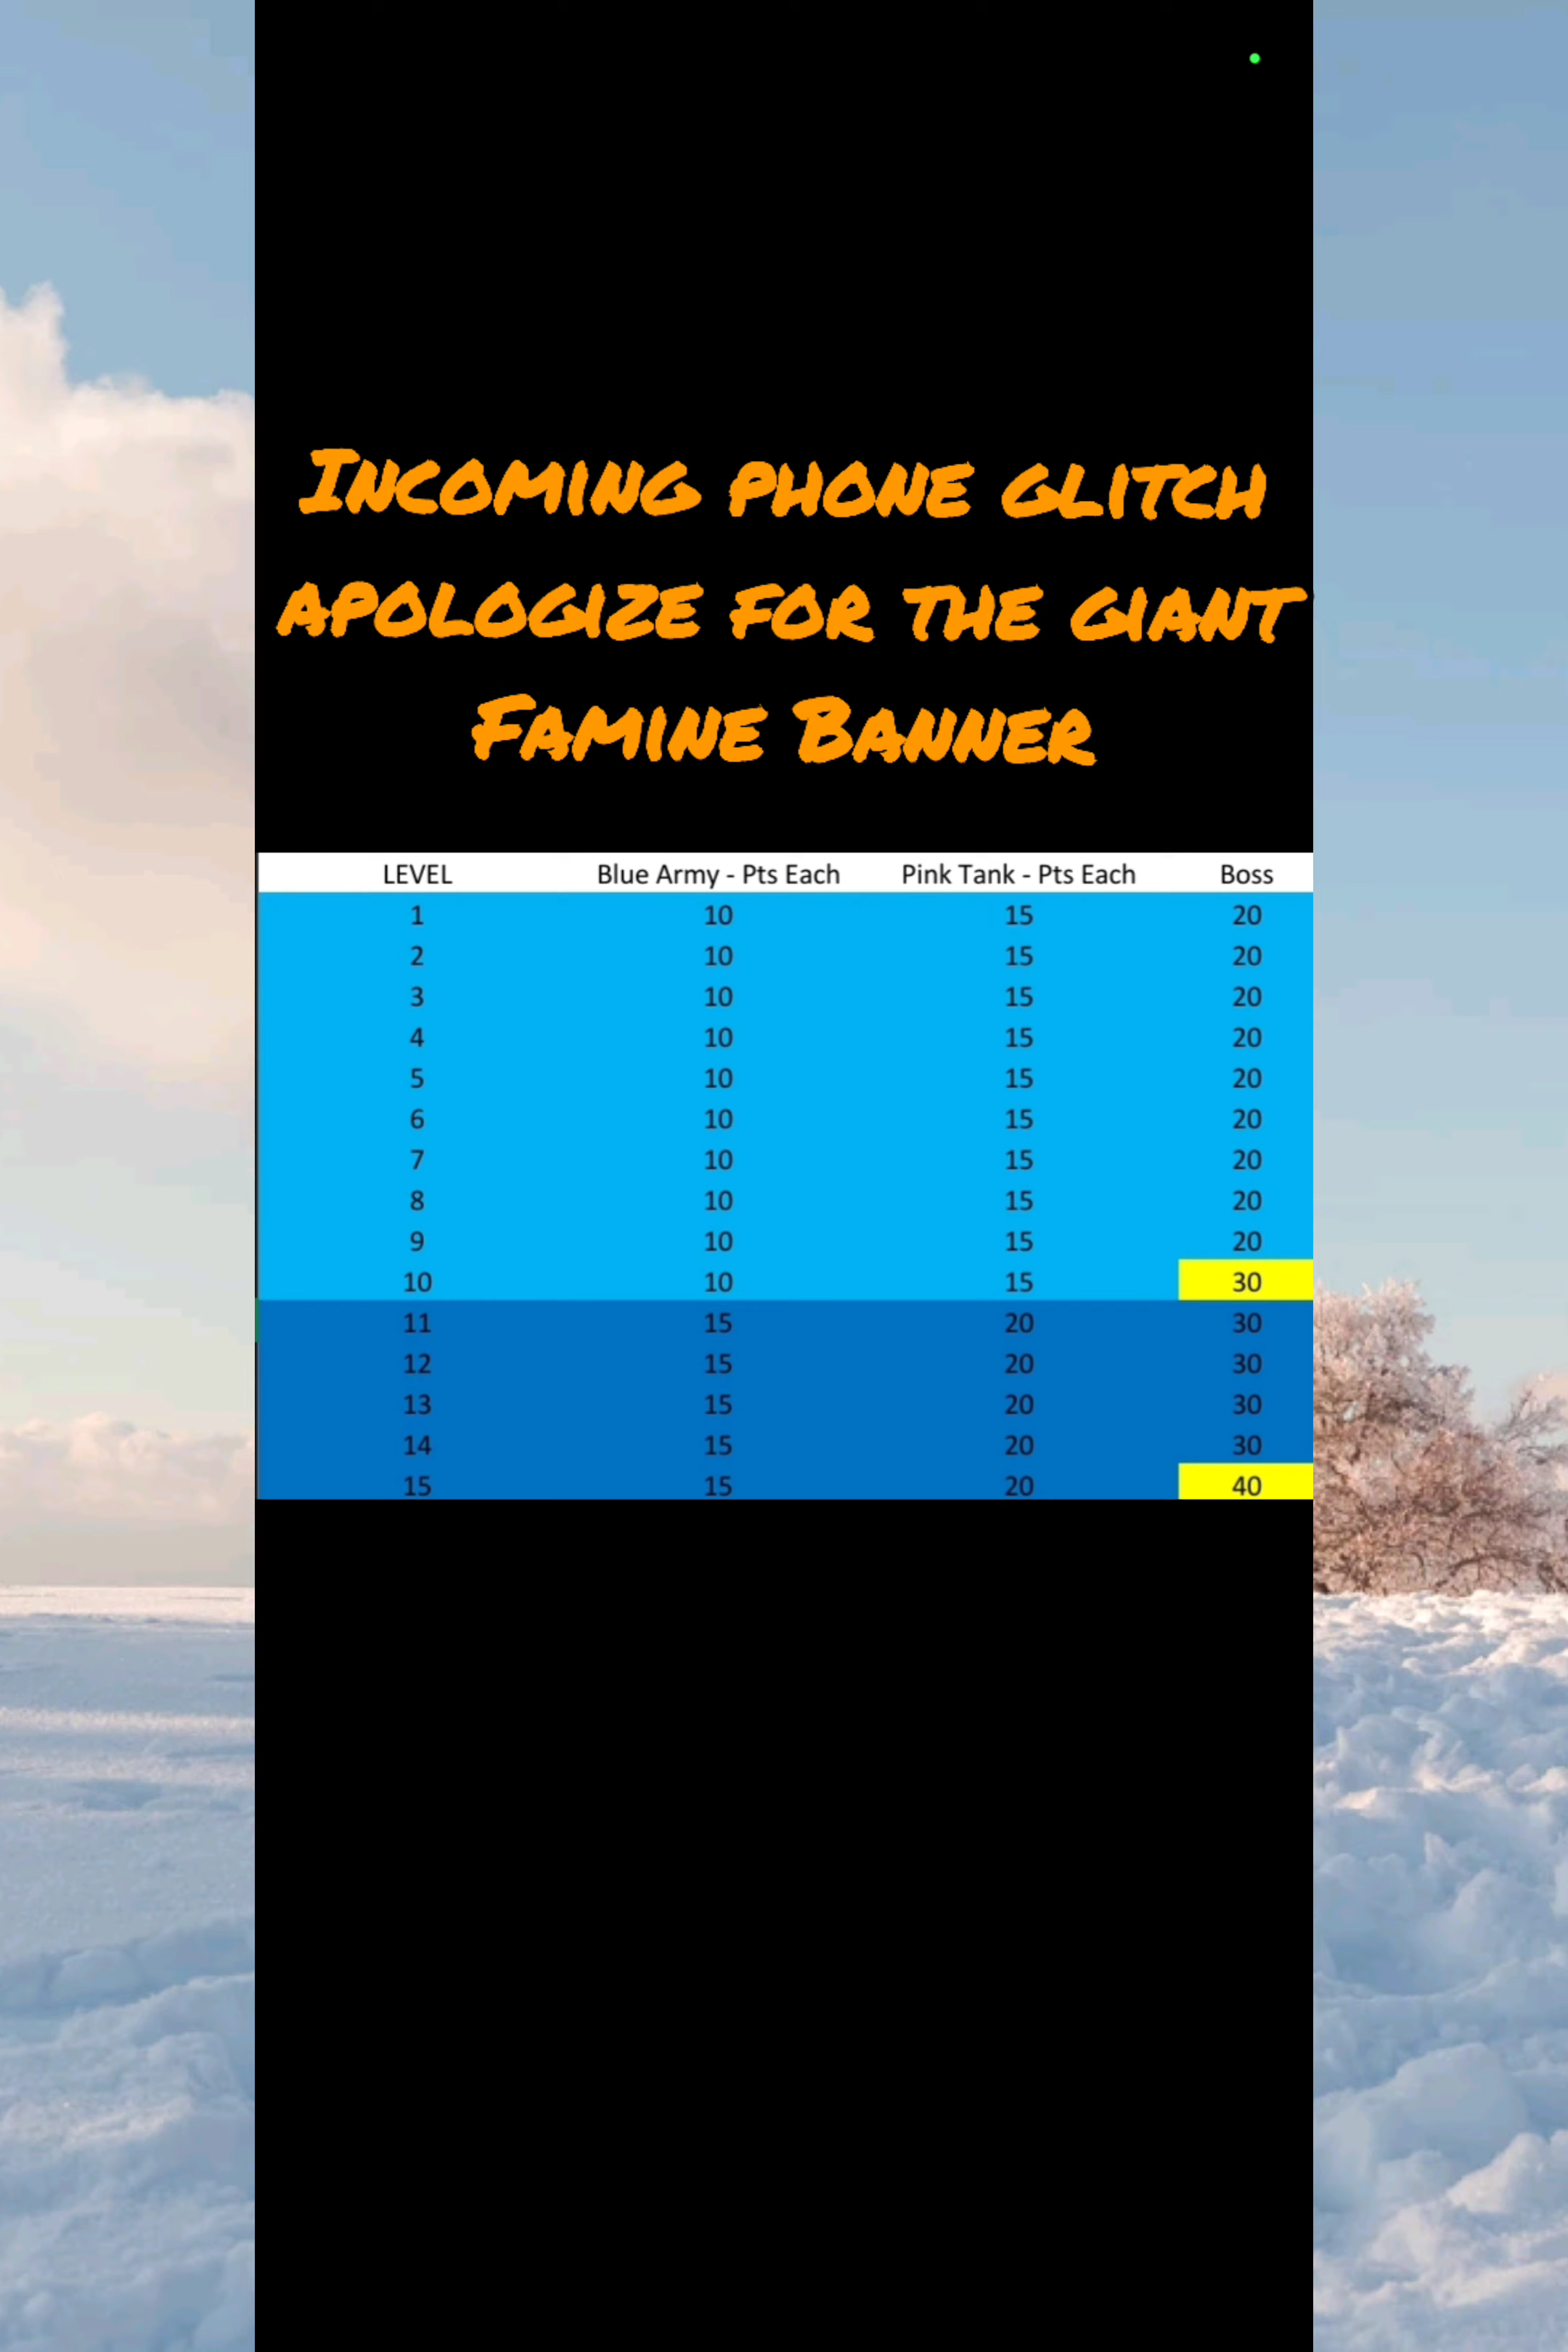 Incoming phone glitch
apologize for the giant
Famine Banner
LEVEL Blue Army - Pts Each Pink Tank - Pts Each Boss
1 10 15 20
2 10 15 20
3 10 15 20
4 10 15 20
5 10 15 20
6 10 15 20
7 10 15 20
8 10 15 20
9 10 15 20
10 10 15 30
11 15 20 30
12 15 20 30
13 15 20 30
14 15 20 30
15 15 20 40